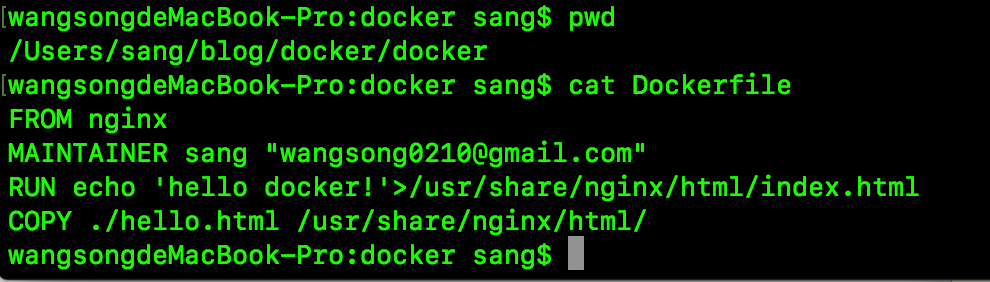 [wangsongdeMacBook-Pro:docker sang$ pwd
/Users/sang/blog/docker/docker
[wangsongdeMacBook-Pro:docker sang$ cat Dockerfile
FROM nginx
MAINTAINER sang "wangsong0210@gmail.com"
RUN echo 'hello docker!'>/usr/share/nginx/html/index.html
COPY ./hello.html /usr/share/nginx/html/
wangsongdeMacBook-Pro:docker sang$